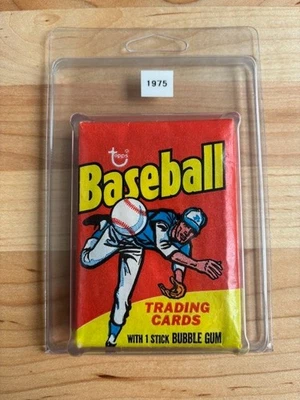 1975
Topps
Baseball
TRADING
CARDS
WITH 1 STICK BUBBLE GUM